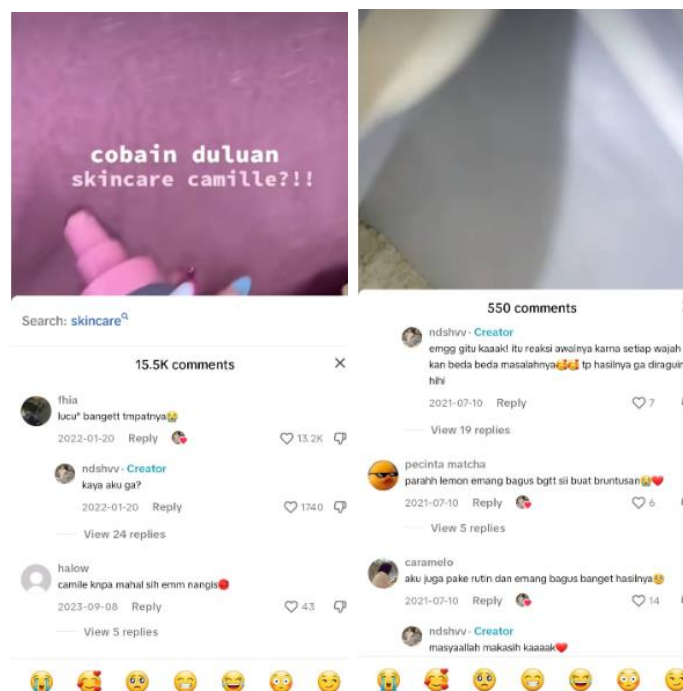 cobain duluan
skincare camille?!!
Search: skincare
15.5K comments
fhia
lucu" bangett tmpatnya😭
2022-01-20 Reply
13.2K
ndshvv · Creator
kaya aku ga?
2022-01-20 Reply
1740
View 24 replies
halow
camile knpa mahal sih emm nangis
2023-09-08 Reply
43
View 5 replies
550 comments
ndshvv · Creator
emgg gitu kaaak! itu reaksi awalnya karna setiap wajah
kan beda beda masalahnya🥰🥰 tp hasilnya ga diraguin
hihi
2021-07-10 Reply
7
View 19 replies
pecinta matcha
parahh lemon emang bagus bgtt sii buat bruntusan😭❤️
2021-07-10 Reply
6
View 5 replies
caramelo
aku juga pake rutin dan emang bagus banget hasilnya🥺
2021-07-10 Reply
14
ndshvv · Creator
masyaallah makasih kaaaak❤️